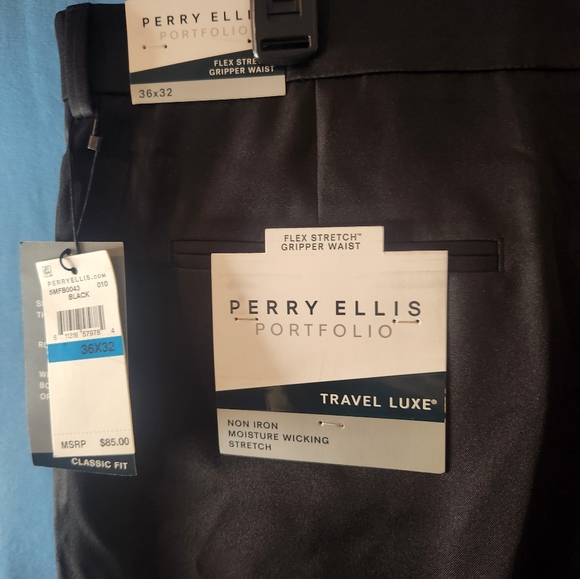 PERRY ELLIS
PORTFOLIO
FLEX STRETCH
GRIPPER WAIST
36x32
FLEX STRETCH™
GRIPPER WAIST
PERRY ELLIS
PORTFOLIO
TRAVEL LUXE®
NON IRON
MOISTURE WICKING
STRETCH
PERRYELLIS.COM
5MFB0043 010
BLACK
36X32
MSRP $85.00
CLASSIC FIT